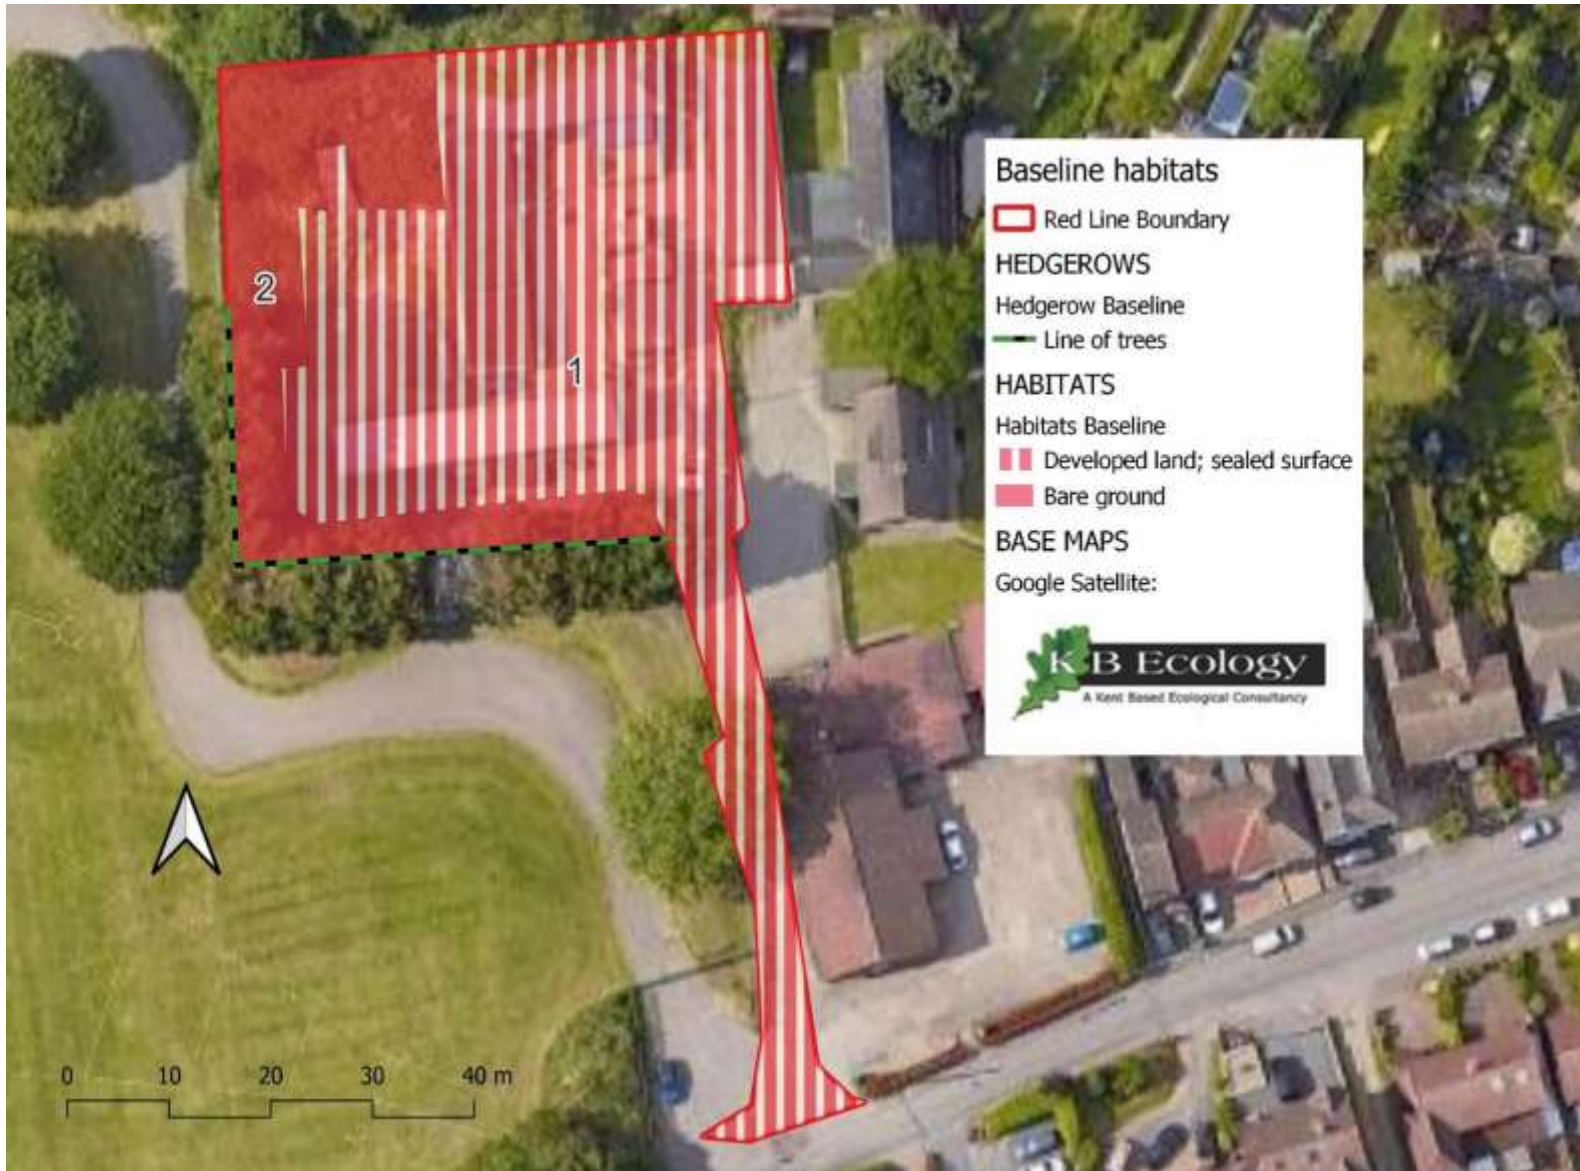 2
1
Baseline habitats
Red Line Boundary
HEDGEROWS
Hedgerow Baseline
Line of trees
HABITATS
Habitats Baseline
Developed land; sealed surface
Bare ground
BASE MAPS
Google Satellite:
K B Ecology
A Kent Based Ecological Consultancy
0 10 20 30 40 m